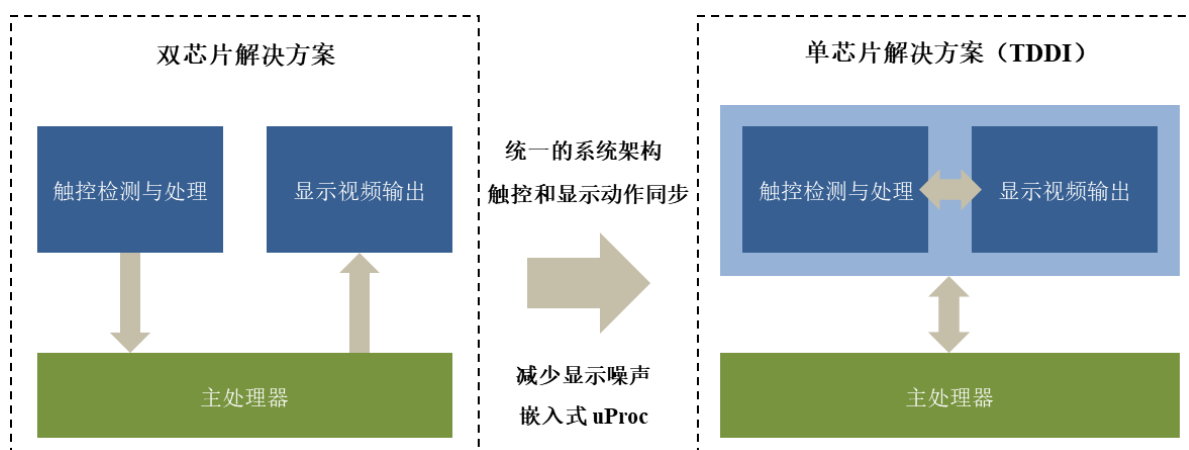 双芯片解决方案
触控检测与处理
显示视频输出
主处理器
统一的系统架构
触控和显示动作同步
减少显示噪声
嵌入式 uProc
单芯片解决方案（TDDI）
触控检测与处理
显示视频输出
主处理器